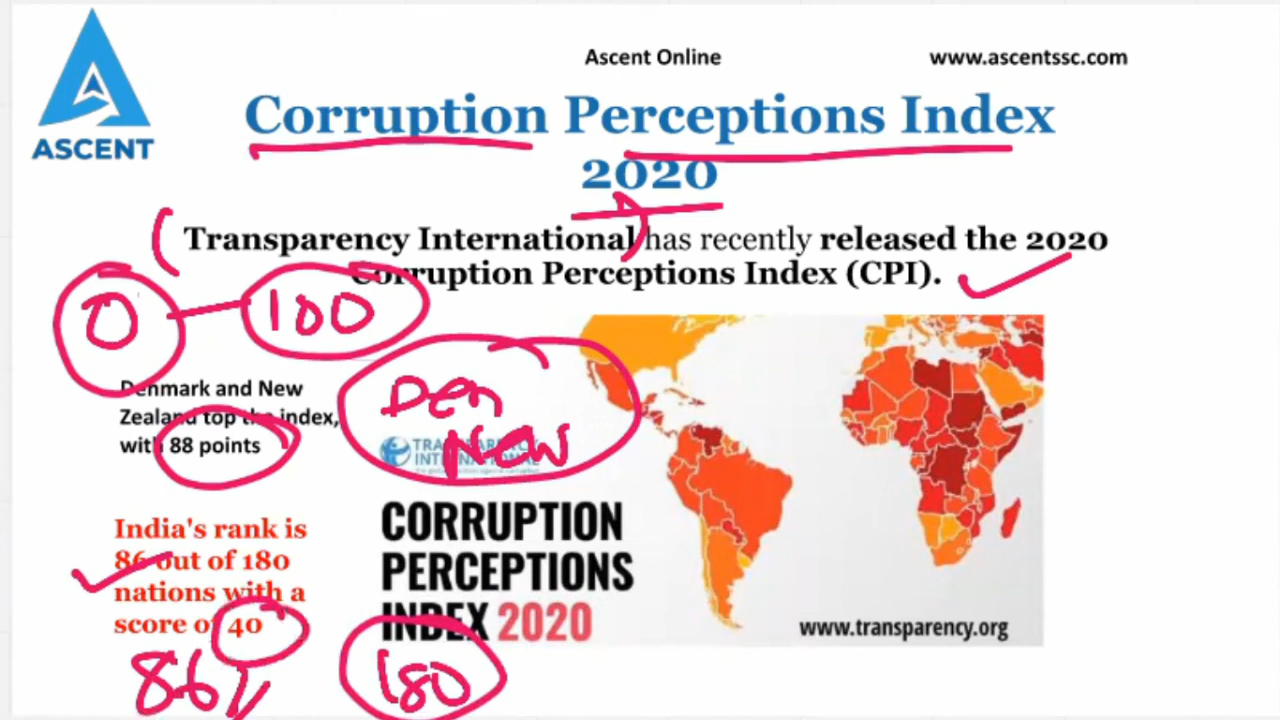 Ascent Online
www.ascentssc.com
ASCENT
Corruption Perceptions Index
2020
Transparency International has recently released the 2020
Corruption Perceptions Index (CPI).
0 100
Denmark and New
Zealand top the index,
with 88 points
Den
New
TRANSPARENCY
INTERNATIONAL
India's rank is
86 out of 180
nations with a
score of 40
CORRUPTION
PERCEPTIONS
INDEX 2020
www.transparency.org
86/
180